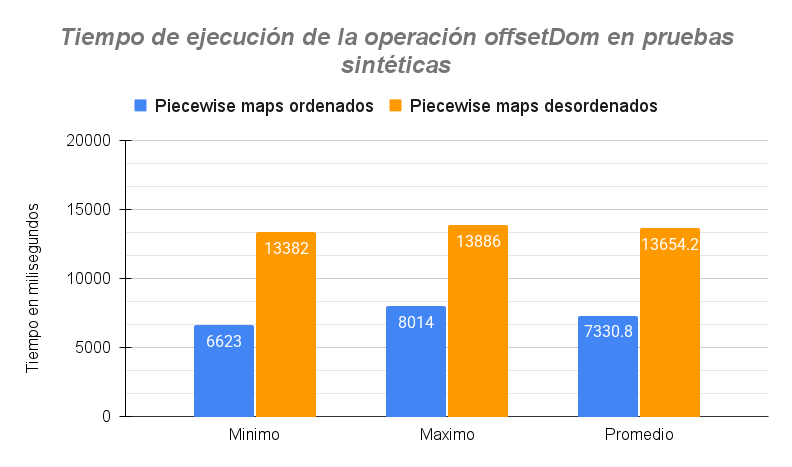 Tiempo de ejecución de la operación offsetDom en pruebas
sintéticas
Piecewise maps ordenados Piecewise maps desordenados
Tiempo en milisegundos
20000
15000
10000
5000
0
6623
13382
8014
13886
7330.8
13654.2
Minimo Maximo Promedio